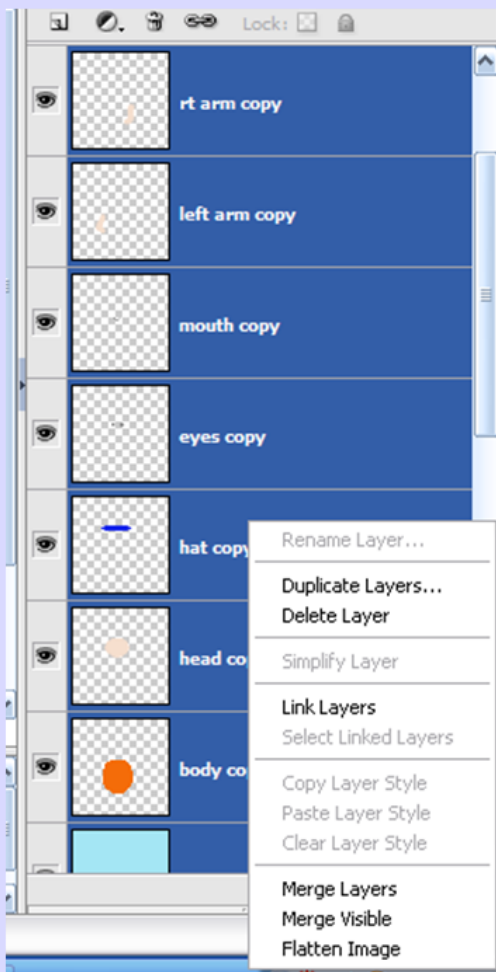 Lock:
rt arm copy
left arm copy
mouth copy
eyes copy
hat copy
head co
body co
Rename Layer...
Duplicate Layers...
Delete Layer
Simplify Layer
Link Layers
Select Linked Layers
Copy Layer Style
Paste Layer Style
Clear Layer Style
Merge Layers
Merge Visible
Flatten Image